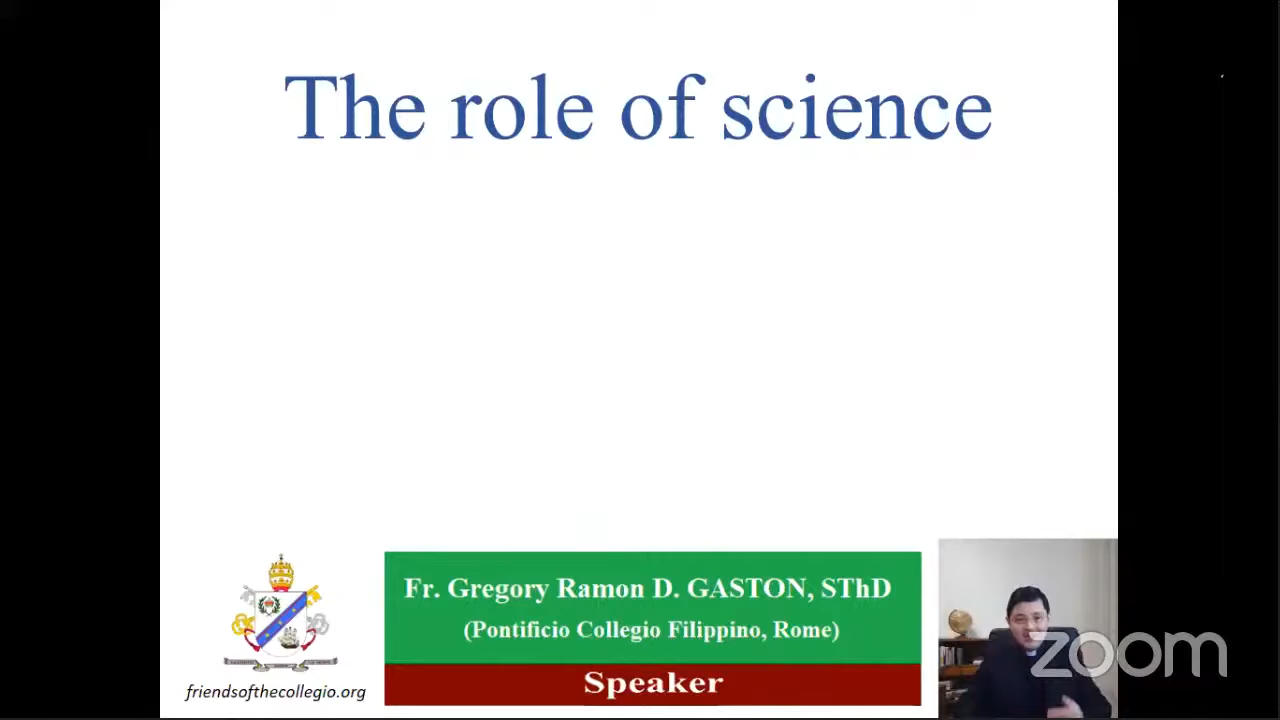 The role of science
Fr. Gregory Ramon D. GASTON, SThD
(Pontificio Collegio Filippino, Rome)
Speaker
friendsofthecollegio.org
zoom